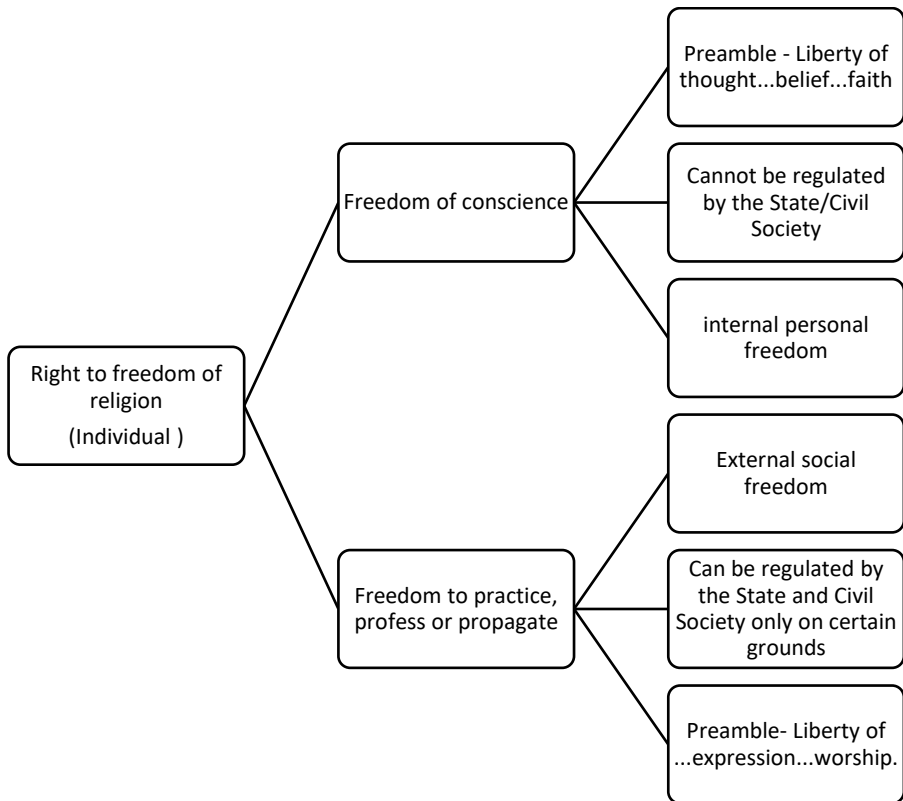 Right to freedom of
religion
(Individual )
Freedom of conscience
Preamble - Liberty of
thought...belief...faith
Cannot be regulated
by the State/Civil
Society
internal personal
freedom
Freedom to practice,
profess or propagate
External social
freedom
Can be regulated by
the State and Civil
Society only on certain
grounds
Preamble- Liberty of
...expression...worship.